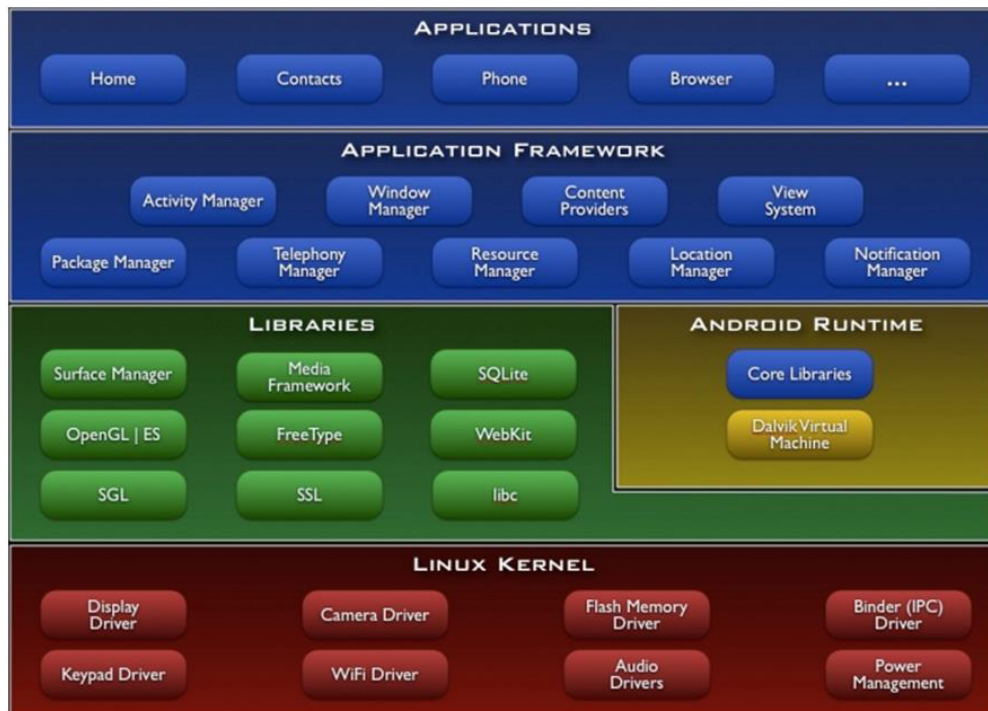 APPLICATIONS
Home
Contacts
Phone
Browser
...
APPLICATION FRAMEWORK
Activity Manager
Window
Manager
Content
Providers
View
System
Package Manager
Telephony
Manager
Resource
Manager
Location
Manager
Notification
Manager
LIBRARIES
Surface Manager
Media
Framework
SQLite
OpenGL | ES
FreeType
WebKit
SGL
SSL
libc
ANDROID RUNTIME
Core Libraries
Dalvik Virtual
Machine
LINUX KERNEL
Display
Driver
Camera Driver
Flash Memory
Driver
Binder (IPC)
Driver
Keypad Driver
WiFi Driver
Audio
Drivers
Power
Management